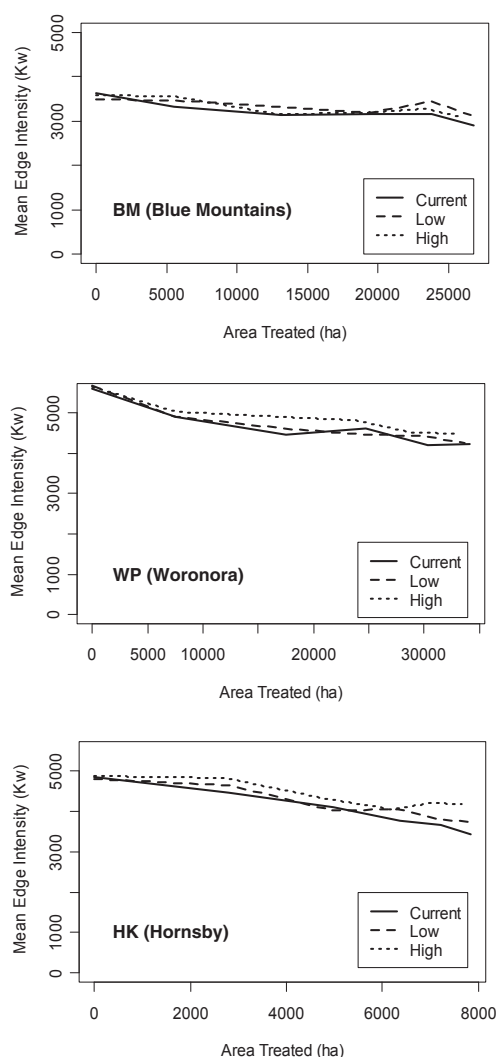 Mean Edge Intensity (Kw)
5000
3000
1000
0
BM (Blue Mountains)
Current
Low
High
0 5000 10000 15000 20000 25000
Area Treated (ha)
Mean Edge Intensity (Kw)
5000
3000
1000
0
WP (Woronora)
Current
Low
High
0 5000 10000 20000 30000
Area Treated (ha)
Mean Edge Intensity (Kw)
5000
3000
1000
0
HK (Hornsby)
Current
Low
High
0 2000 4000 6000 8000
Area Treated (ha)